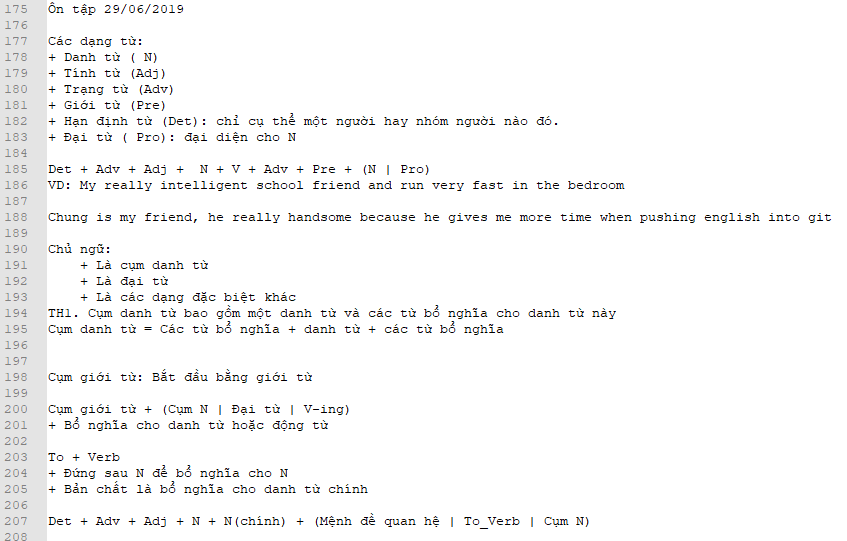 175 Ôn tập 29/06/2019
176
177 Các dạng từ:
178 + Danh từ ( N)
179 + Tính từ (Adj)
180 + Trạng từ (Adv)
181 + Giới từ (Pre)
182 + Hạn định từ (Det): chỉ cụ thể một người hay nhóm người nào đó.
183 + Đại từ ( Pro): đại diện cho N
184
185 Det + Adv + Adj +  N + V + Adv + Pre + (N | Pro)
186 VD: My really intelligent school friend and run very fast in the bedroom
187
188 Chung is my friend, he really handsome because he gives me more time when pushing english into git
189
190 Chủ ngữ:
191     + Là cụm danh từ
192     + Là đại từ
193     + Là các dạng đặc biệt khác
194 TH1. Cụm danh từ bao gồm một danh từ và các từ bổ nghĩa cho danh từ này
195 Cụm danh từ = Các từ bổ nghĩa + danh từ + các từ bổ nghĩa
196
197
198 Cụm giới từ: Bắt đầu bằng giới từ
199
200 Cụm giới từ + (Cụm N | Đại từ | V-ing)
201 + Bổ nghĩa cho danh từ hoặc động từ
202
203 To + Verb
204 + Đứng sau N để bổ nghĩa cho N
205 + Bản chất là bổ nghĩa cho danh từ chính
206
207 Det + Adv + Adj + N + N(chính) + (Mệnh đề quan hệ | To_Verb | Cụm N)
208